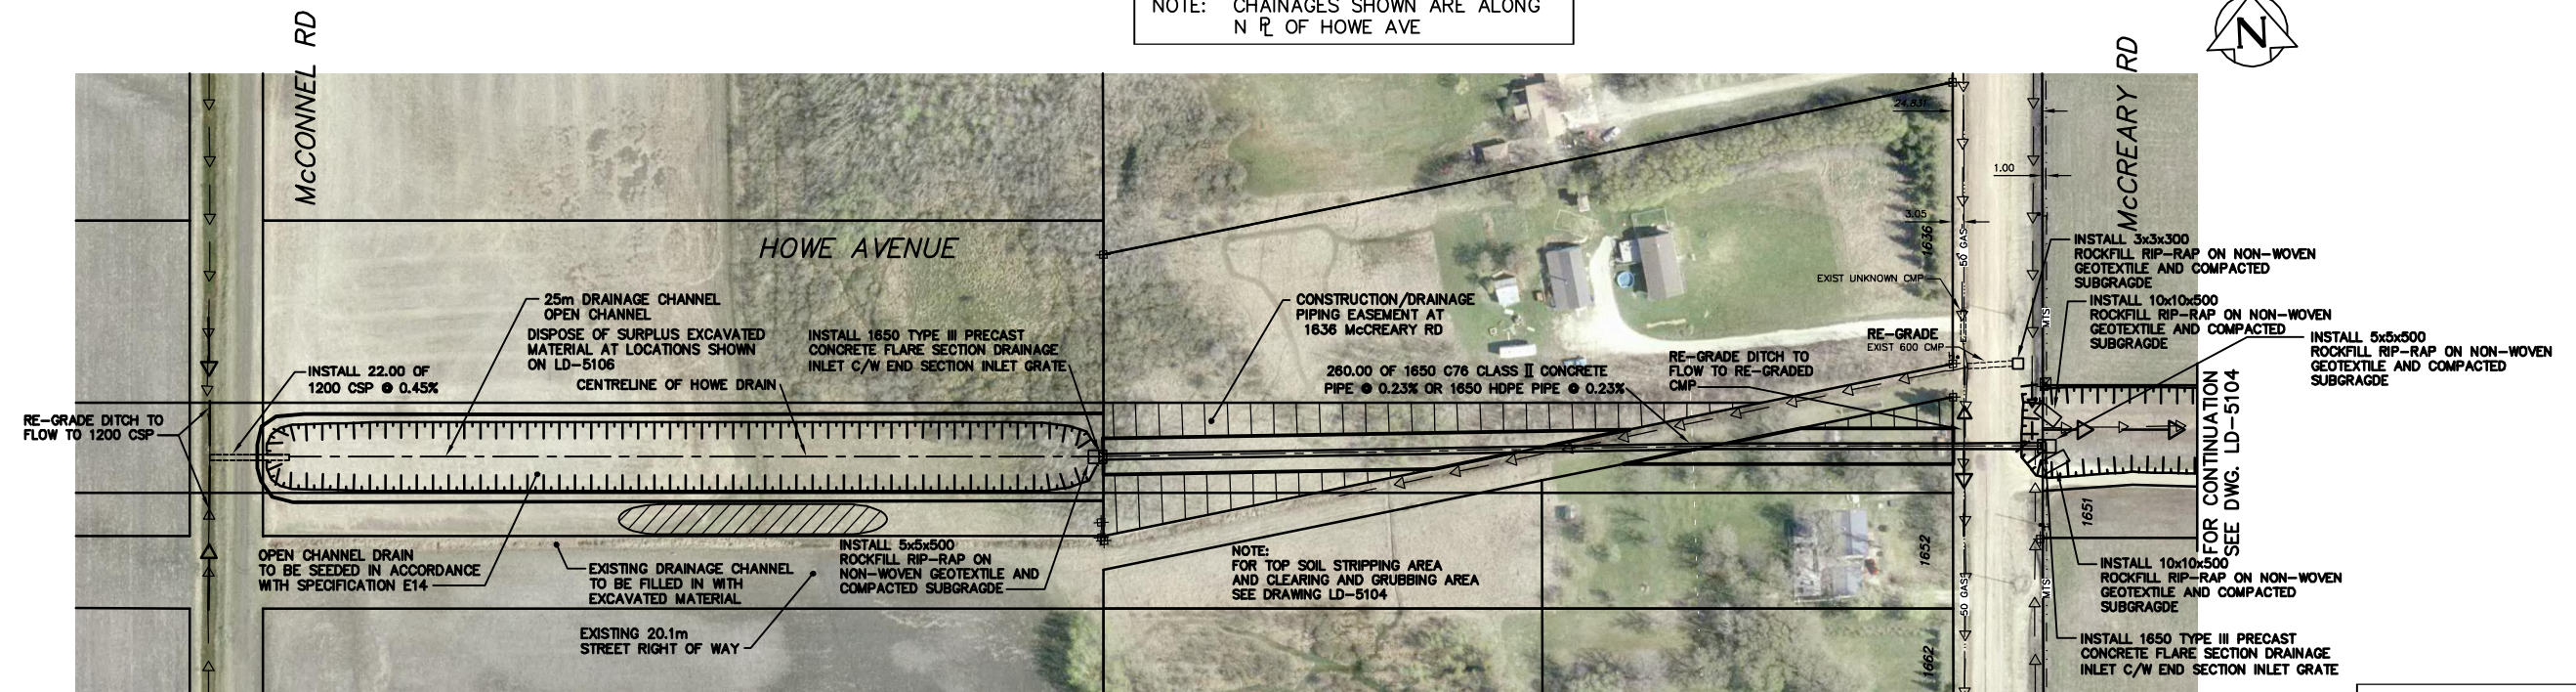 NOTE: CHAINAGES SHOWN ARE ALONG
N PL OF HOWE AVE
N
McCONNEL RD
McCREARY RD
HOWE AVENUE
24.831
1.00
3.05
1636
50 GAS
EXIST UNKNOWN CMP
MTS
INSTALL 3x3x300
ROCKFILL RIP-RAP ON NON-WOVEN
GEOTEXTILE AND COMPACTED
SUBGRAGDE
INSTALL 10x10x500
ROCKFILL RIP-RAP ON NON-WOVEN
GEOTEXTILE AND COMPACTED
SUBGRAGDE
INSTALL 5x5x500
ROCKFILL RIP-RAP ON NON-WOVEN
GEOTEXTILE AND COMPACTED
SUBGRAGDE
25m DRAINAGE CHANNEL
OPEN CHANNEL
DISPOSE OF SURPLUS EXCAVATED
MATERIAL AT LOCATIONS SHOWN
ON LD-5106
CENTRELINE OF HOWE DRAIN
INSTALL 1650 TYPE III PRECAST
CONCRETE FLARE SECTION DRAINAGE
INLET C/W END SECTION INLET GRATE
CONSTRUCTION/DRAINAGE
PIPING EASEMENT AT
1636 McCREARY RD
260.00 OF 1650 C76 CLASS II CONCRETE
PIPE @ 0.23% OR 1650 HDPE PIPE @ 0.23%
RE-GRADE DITCH TO
FLOW TO RE-GRADED
CMP
RE-GRADE
EXIST 600 CMP
INSTALL 22.00 OF
1200 CSP @ 0.45%
RE-GRADE DITCH TO
FLOW TO 1200 CSP
FOR CONTINUATION
SEE DWG. LD-5104
OPEN CHANNEL DRAIN
TO BE SEEDED IN ACCORDANCE
WITH SPECIFICATION E14
EXISTING DRAINAGE CHANNEL
TO BE FILLED IN WITH
EXCAVATED MATERIAL
EXISTING 20.1m
STREET RIGHT OF WAY
INSTALL 5x5x500
ROCKFILL RIP-RAP ON
NON-WOVEN GEOTEXTILE AND
COMPACTED SUBGRAGDE
NOTE:
FOR TOP SOIL STRIPPING AREA
AND CLEARING AND GRUBBING AREA
SEE DRAWING LD-5104
1652
1651
50 GAS
MTS
1662
INSTALL 10x10x500
ROCKFILL RIP-RAP ON NON-WOVEN
GEOTEXTILE AND COMPACTED
SUBGRAGDE
INSTALL 1650 TYPE III PRECAST
CONCRETE FLARE SECTION DRAINAGE
INLET C/W END SECTION INLET GRATE